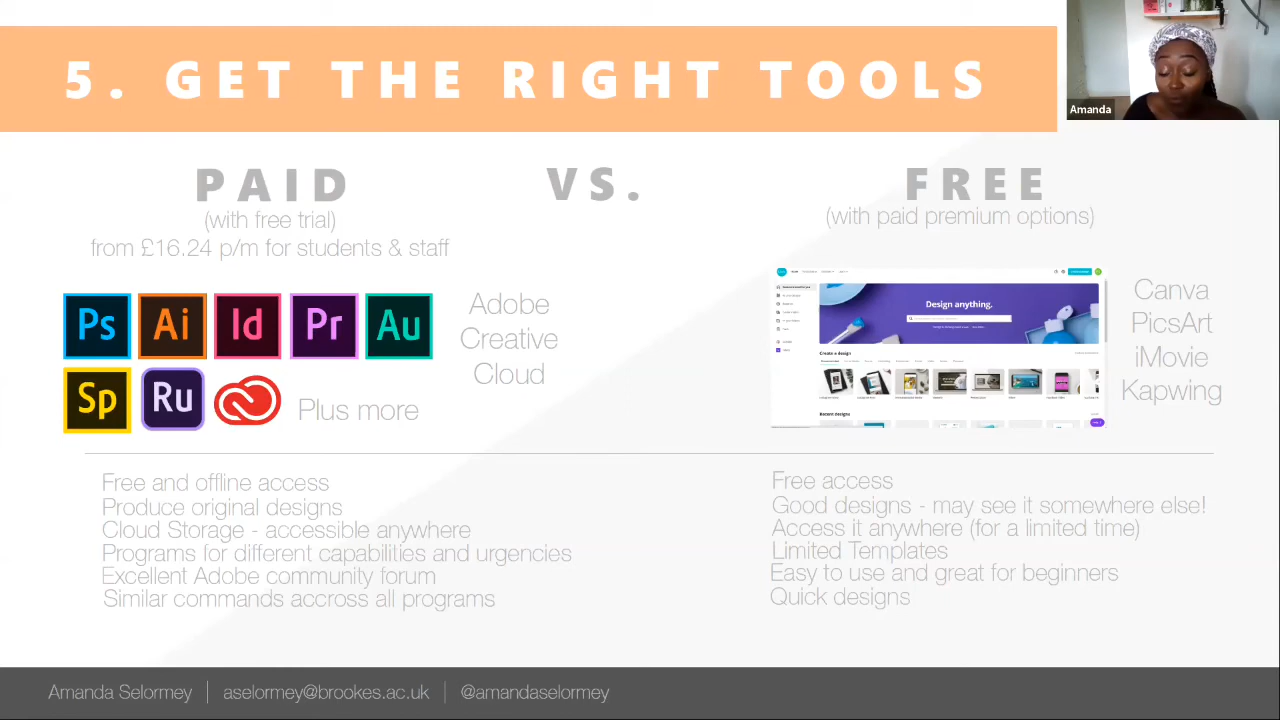 5. GET THE RIGHT TOOLS
Amanda
PAID
VS.
FREE
(with free trial)
from £16.24 p/m for students & staff
(with paid premium options)
Ps
Ai
Id
Pr
Au
Adobe
Creative
Cloud
Sp
Ru
Plus more
Design anything.
Create a design
Recent designs
Canva
PicsArt
iMovie
Kapwing
Free and offline access
Produce original designs
Cloud Storage - accessible anywhere
Programs for different capabilities and urgencies
Excellent Adobe community forum
Similar commands accross all programs
Free access
Good designs - may see it somewhere else!
Access it anywhere (for a limited time)
Limited Templates
Easy to use and great for beginners
Quick designs
Amanda Selormey
aselormey@brookes.ac.uk
@amandaselormey